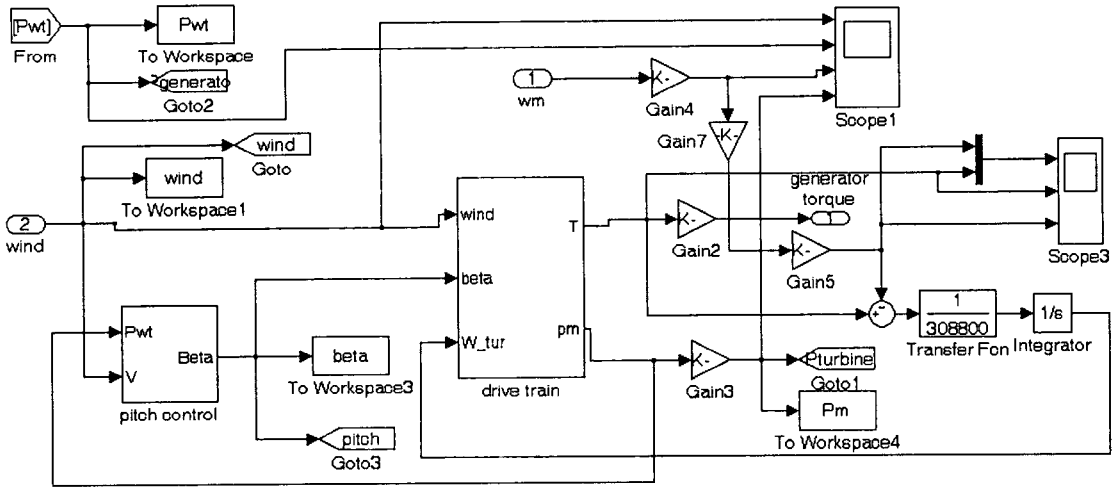 [Pwt]
From
Pwt
To Workspace
generato
Goto2
1
wm
K-
Gain4
-K-
Gain7
Scope1
wind
Goto
wind
To Workspace1
2
wind
wind
beta
W_tur
T
pm
drive train
K-
Gain2
generator
torque
1
K-
Gain5
Scope3
+
-
1
308800
Transfer Fcn
1/s
Integrator
Pwt
V
Beta
pitch control
beta
To Workspace3
pitch
Goto3
K-
Gain3
Pturbine
Goto1
Pm
To Workspace4